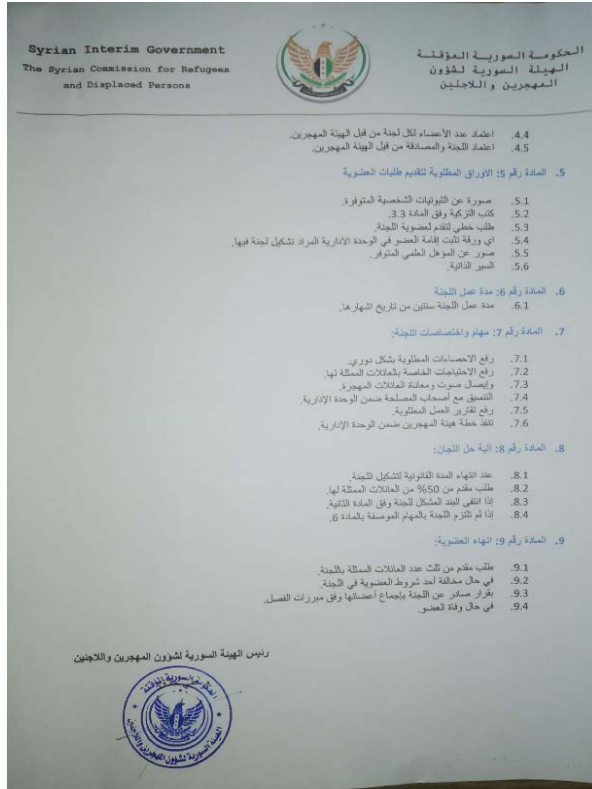 Syrian Interim Government
The Syrian Commission for Refugees
and Displaced Persons
الحكومة السورية المؤقتة
الهيئة السورية لشؤون
المهجرين واللاجئين
4.4. اعتماد عدد الأعضاء لكل لجنة من قبل الهيئة المهجرين.
4.5. اعتماد اللجنة والمصادقة من قبل الهيئة المهجرين.
5. المادة رقم 5: الأوراق المطلوبة لتقديم طلبات العضوية
5.1. صورة عن الثبوتيات الشخصية المتوفرة.
5.2. كتب التزكية وفق المادة 3.3.
5.3. طلب خطي لتقدم لعضوية اللجنة.
5.4. اي ورقة تثبت إقامة العضو في الوحدة الادارية المراد تشكيل لجنة فيها.
5.5. صور عن المؤهل العلمي المتوفر.
5.6. السير الذاتية.
6. المادة رقم 6: مدة عمل اللجنة
6.1. مدة عمل اللجنة سنتين من تاريخ اشهارها.
7. المادة رقم 7: مهام واختصاصات اللجنة:
7.1. رفع الاحصاءات المطلوبة بشكل دوري.
7.2. رفع الاحتياجات الخاصة بالعائلات الممثلة لها.
7.3. وإيصال صوت ومعاناة العائلات المهجرة.
7.4. التنسيق مع أصحاب المصلحة ضمن الوحدة الإدارية.
7.5. رفع تقارير العمل المطلوبة.
7.6. تنفذ خطة هيئة المهجرين ضمن الوحدة الإدارية.
8. المادة رقم 8: الية حل اللجان:
8.1. عند انتهاء المدة القانونية لتشكيل اللجنة.
8.2. طلب مقدم من 50% من العائلات الممثلة لها.
8.3. إذا انتفى البند المشكل للجنة وفق المادة الثانية.
8.4. إذا لم تلتزم اللجنة بالمهام الموصفة بالمادة 6.
9. المادة رقم 9: انهاء العضوية:
9.1. طلب مقدم من ثلث عدد العائلات الممثلة باللجنة.
9.2. في حال مخالفة أحد شروط العضوية في اللجنة.
9.3. بقرار صادر عن اللجنة بإجماع أعضائها وفق مبررات الفصل.
9.4. في حال وفاة العضو.
رئيس الهيئة السورية لشؤون المهجرين واللاجئين
الحكومة السورية المؤقتة
الهيئة السورية لشؤون المهجرين واللاجئين